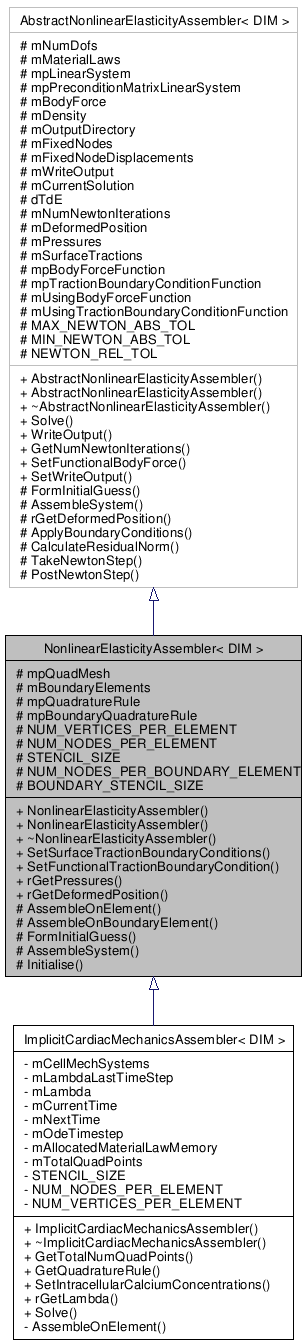 AbstractNonlinearElasticityAssembler< DIM >
# mNumDofs
# mMaterialLaws
# mpLinearSystem
# mpPreconditionMatrixLinearSystem
# mBodyForce
# mDensity
# mOutputDirectory
# mFixedNodes
# mFixedNodeDisplacements
# mWriteOutput
# mCurrentSolution
# dTdE
# mNumNewtonIterations
# mDeformedPosition
# mPressures
# mSurfaceTractions
# mpBodyForceFunction
# mpTractionBoundaryConditionFunction
# mUsingBodyForceFunction
# mUsingTractionBoundaryConditionFunction
# MAX_NEWTON_ABS_TOL
# MIN_NEWTON_ABS_TOL
# NEWTON_REL_TOL
+ AbstractNonlinearElasticityAssembler()
+ AbstractNonlinearElasticityAssembler()
+ ~AbstractNonlinearElasticityAssembler()
+ Solve()
+ WriteOutput()
+ GetNumNewtonIterations()
+ SetFunctionalBodyForce()
+ SetWriteOutput()
# FormInitialGuess()
# AssembleSystem()
# rGetDeformedPosition()
# ApplyBoundaryConditions()
# CalculateResidualNorm()
# TakeNewtonStep()
# PostNewtonStep()
NonlinearElasticityAssembler< DIM >
# mpQuadMesh
# mBoundaryElements
# mpQuadratureRule
# mpBoundaryQuadratureRule
# NUM_VERTICES_PER_ELEMENT
# NUM_NODES_PER_ELEMENT
# STENCIL_SIZE
# NUM_NODES_PER_BOUNDARY_ELEMENT
# BOUNDARY_STENCIL_SIZE
+ NonlinearElasticityAssembler()
+ NonlinearElasticityAssembler()
+ ~NonlinearElasticityAssembler()
+ SetSurfaceTractionBoundaryConditions()
+ SetFunctionalTractionBoundaryCondition()
+ rGetPressures()
+ rGetDeformedPosition()
# AssembleOnElement()
# AssembleOnBoundaryElement()
# FormInitialGuess()
# AssembleSystem()
# Initialise()
ImplicitCardiacMechanicsAssembler< DIM >
- mCellMechSystems
- mLambdaLastTimeStep
- mLambda
- mCurrentTime
- mNextTime
- mOdeTimestep
- mAllocatedMaterialLawMemory
- mTotalQuadPoints
- STENCIL_SIZE
- NUM_NODES_PER_ELEMENT
- NUM_VERTICES_PER_ELEMENT
+ ImplicitCardiacMechanicsAssembler()
+ ~ImplicitCardiacMechanicsAssembler()
+ GetTotalNumQuadPoints()
+ GetQuadratureRule()
+ SetIntracellularCalciumConcentrations()
+ rGetLambda()
+ Solve()
- AssembleOnElement()